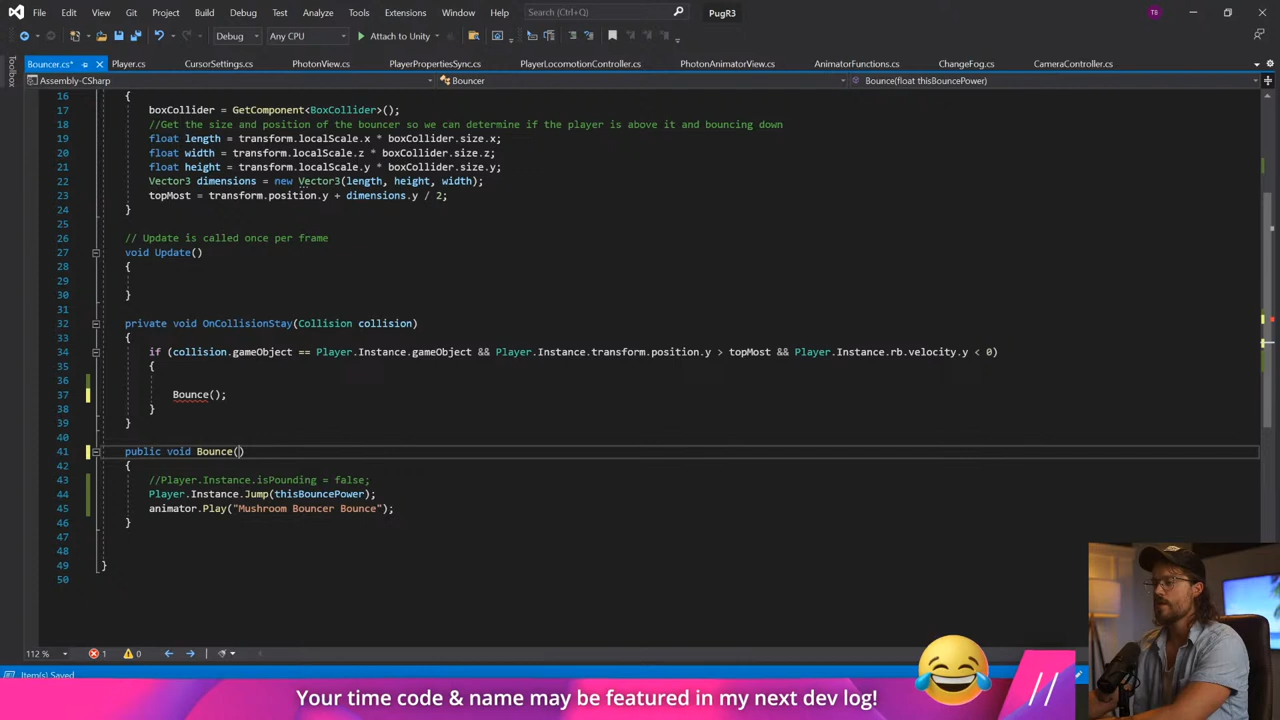 File Edit View Git Project Build Debug Test Analyze Tools Extensions Window Help Search (Ctrl+Q) PugR3 TB
Debug Any CPU Attach to Unity
Bouncer.cs* Player.cs CursorSettings.cs PhotonView.cs PlayerPropertiesSync.cs PlayerLocomotionController.cs PhotonAnimatorView.cs AnimatorFunctions.cs ChangeFog.cs CameraController.cs
Toolbox
Assembly-CSharp Bouncer Bounce(float thisBouncePower)
16 {
17 boxCollider = GetComponent<BoxCollider>();
18 //Get the size and position of the bouncer so we can determine if the player is above it and bouncing down
19 float length = transform.localScale.x * boxCollider.size.x;
20 float width = transform.localScale.z * boxCollider.size.z;
21 float height = transform.localScale.y * boxCollider.size.y;
22 Vector3 dimensions = new Vector3(length, height, width);
23 topMost = transform.position.y + dimensions.y / 2;
24 }
25
26 // Update is called once per frame
27 void Update()
28 {
29
30 }
31
32 private void OnCollisionStay(Collision collision)
33 {
34 if (collision.gameObject == Player.Instance.gameObject && Player.Instance.transform.position.y > topMost && Player.Instance.rb.velocity.y < 0)
35 {
36
37 Bounce();
38 }
39 }
40
41 public void Bounce()
42 {
43 //Player.Instance.isPounding = false;
44 Player.Instance.Jump(thisBouncePower);
45 animator.Play("Mushroom Bouncer Bounce");
46 }
47
48
49 }
50
112 % 1 0
Item(s) Saved
Your time code & name may be featured in my next dev log! //